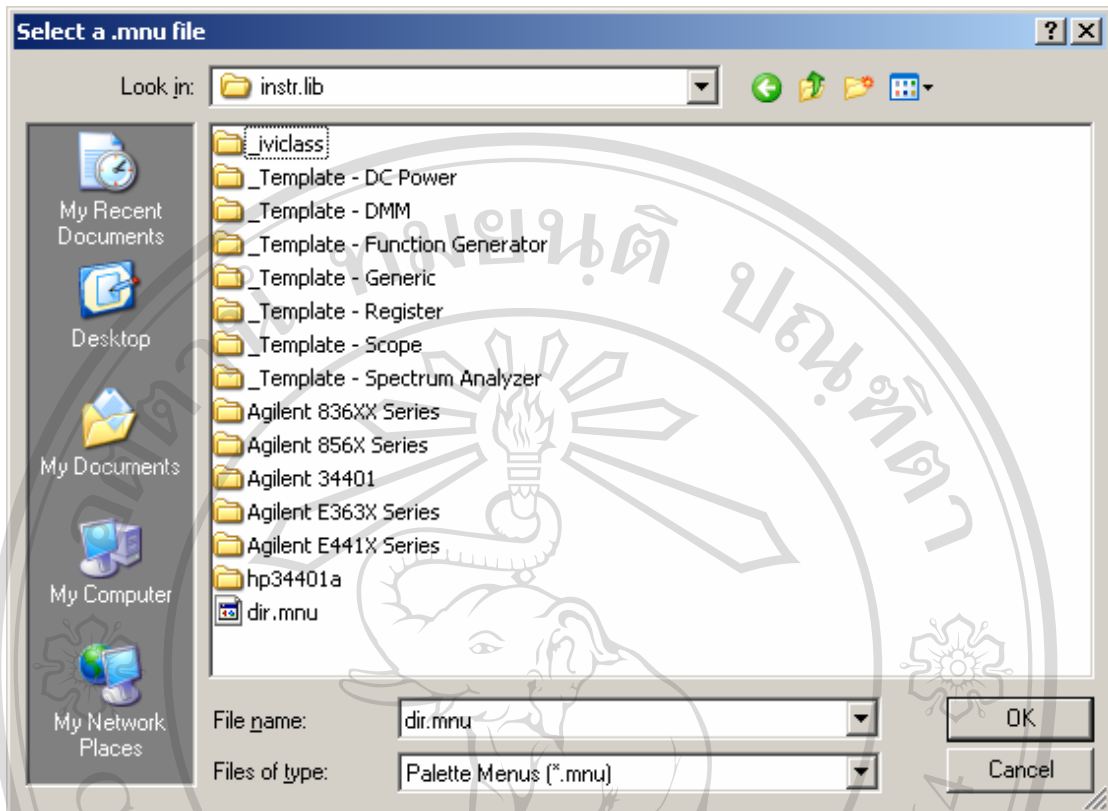 Select a .mnu file
Look in:
instr.lib
My Recent
Documents
Desktop
My Documents
My Computer
My Network
Places
_iviclass
_Template - DC Power
_Template - DMM
_Template - Function Generator
_Template - Generic
_Template - Register
_Template - Scope
_Template - Spectrum Analyzer
Agilent 836XX Series
Agilent 856X Series
Agilent 34401
Agilent E363X Series
Agilent E441X Series
hp34401a
dir.mnu
File name:
dir.mnu
OK
Files of type:
Palette Menus (*.mnu)
Cancel